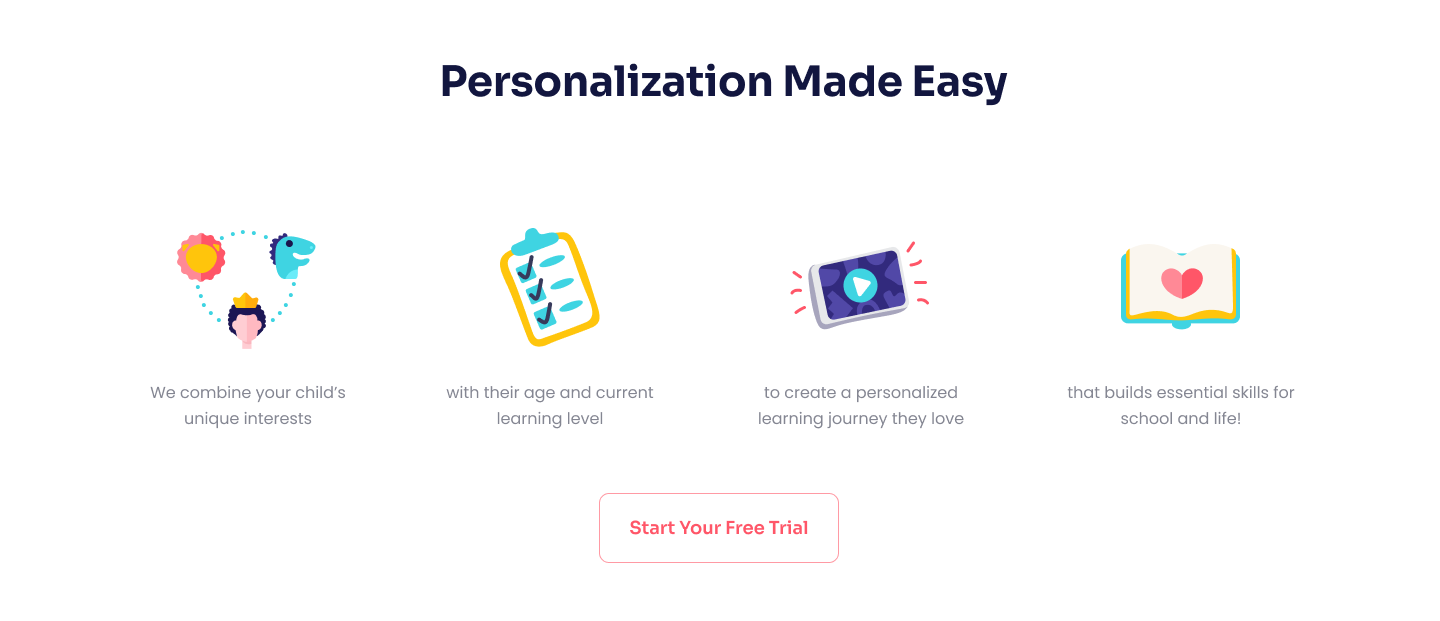 Personalization Made Easy
We combine your child’s
unique interests
with their age and current
learning level
to create a personalized
learning journey they love
that builds essential skills for
school and life!
Start Your Free Trial